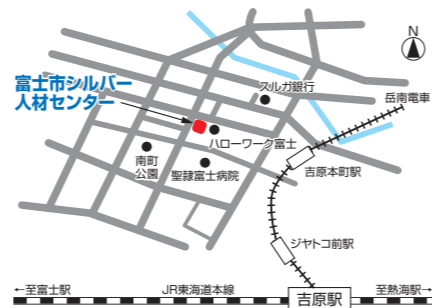 N
スルガ銀行
岳南電車
富士市シルバー
人材センター
ハローワーク富士
南町
公園
聖隷富士病院
吉原本町駅
ジヤトコ前駅
←至富士駅
JR東海道本線
至熱海駅→
吉原駅